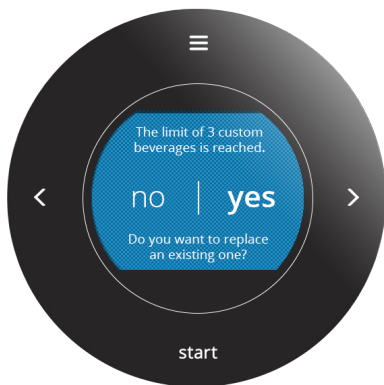 The limit of 3 custom
beverages is reached.
no | yes
Do you want to replace
an existing one?
start